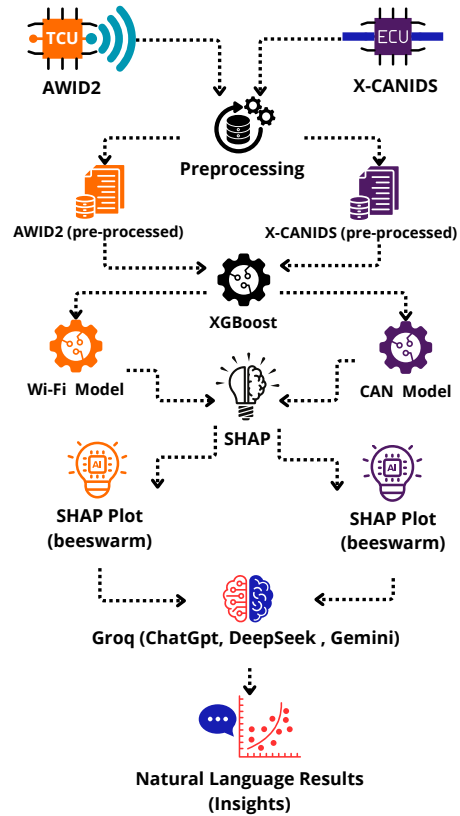 TCU
ECU
AWID2
X-CANIDS
Preprocessing
AWID2 (pre-processed)
X-CANIDS (pre-processed)
XGBoost
Wi-Fi Model
CAN Model
SHAP
AI
AI
SHAP Plot
(beeswarm)
SHAP Plot
(beeswarm)
Groq (ChatGpt, DeepSeek , Gemini)
Natural Language Results
(Insights)